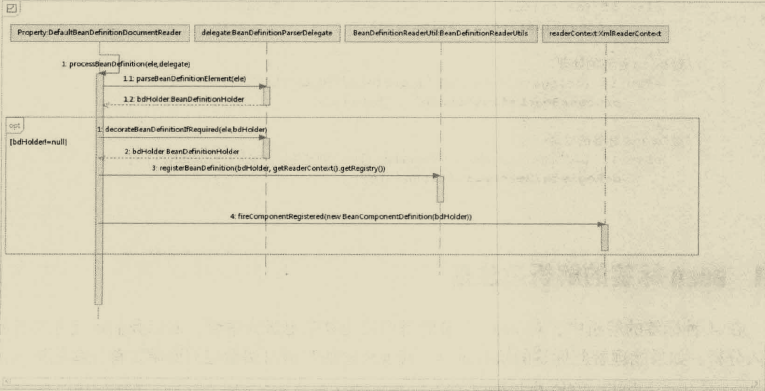 Property:DefaultBeanDefinitionDocumentReader
delegate:BeanDefinitionParserDelegate
BeanDefinitionReaderUtil:BeanDefinitionReaderUtils
readerContext:XmlReaderContext
1: processBeanDefinition(ele,delegate)
1.1: parseBeanDefinitionElement(ele)
1.2: bdHolder:BeanDefinitionHolder
opt
[bdHolder!=null]
1: decorateBeanDefinitionIfRequired(ele,bdHolder)
2: bdHolder:BeanDefinitionHolder
3: registerBeanDefinition(bdHolder, getReaderContext().getRegistry())
4: fireComponentRegistered(new BeanComponentDefinition(bdHolder))